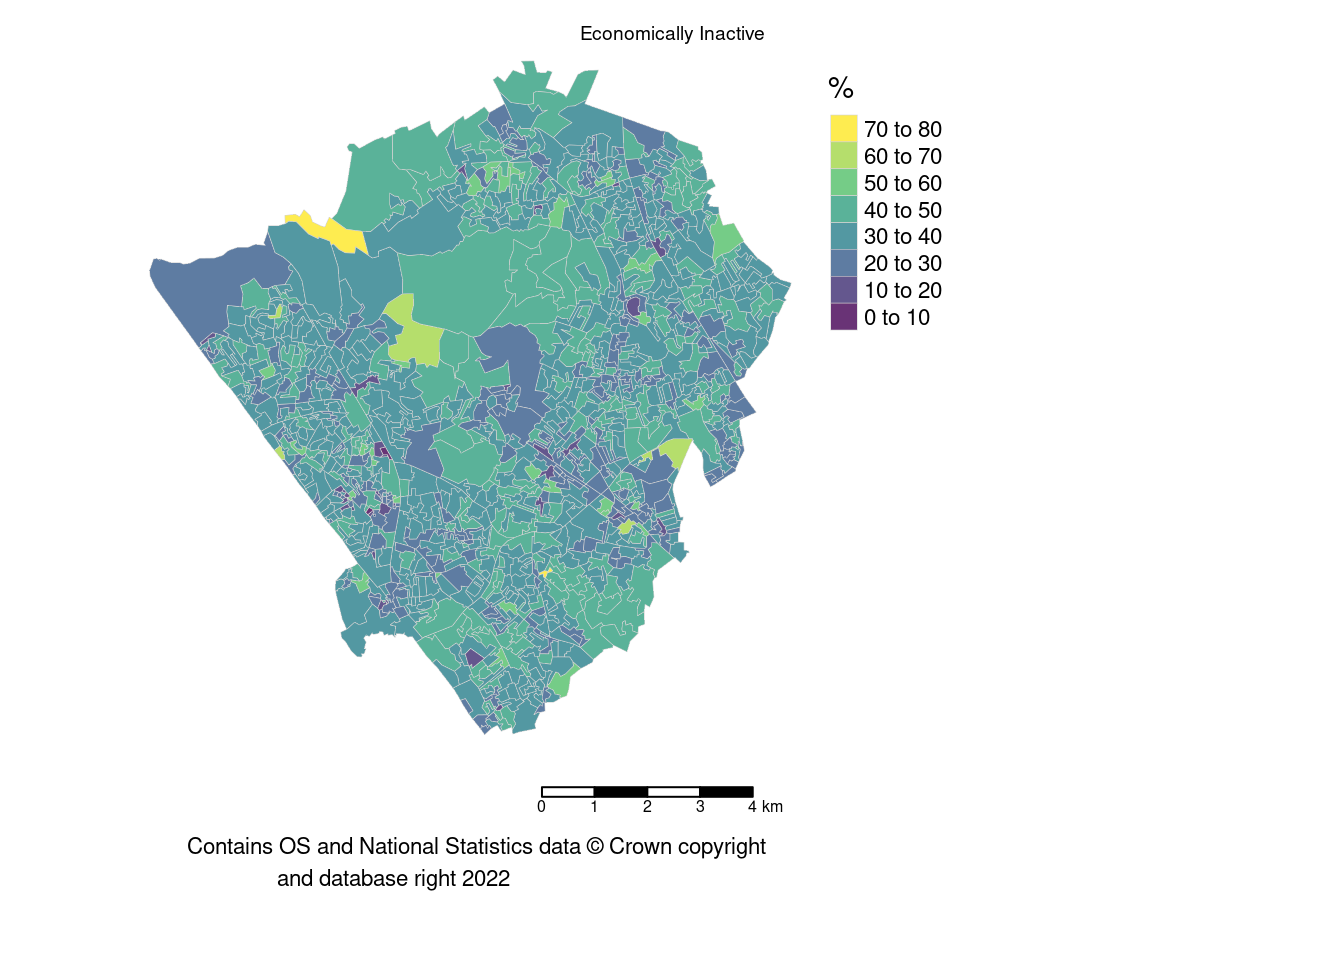 Economically Inactive
%
70 to 80
60 to 70
50 to 60
40 to 50
30 to 40
20 to 30
10 to 20
0 to 10
0 1 2 3 4 km
Contains OS and National Statistics data © Crown copyright
and database right 2022